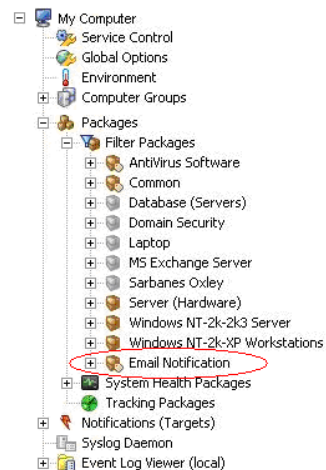 My Computer
Service Control
Global Options
Environment
Computer Groups
Packages
Filter Packages
AntiVirus Software
Common
Database (Servers)
Domain Security
Laptop
MS Exchange Server
Sarbanes Oxley
Server (Hardware)
Windows NT-2k-2k3 Server
Windows NT-2k-XP Workstations
Email Notification
System Health Packages
Tracking Packages
Notifications (Targets)
Syslog Daemon
Event Log Viewer (local)